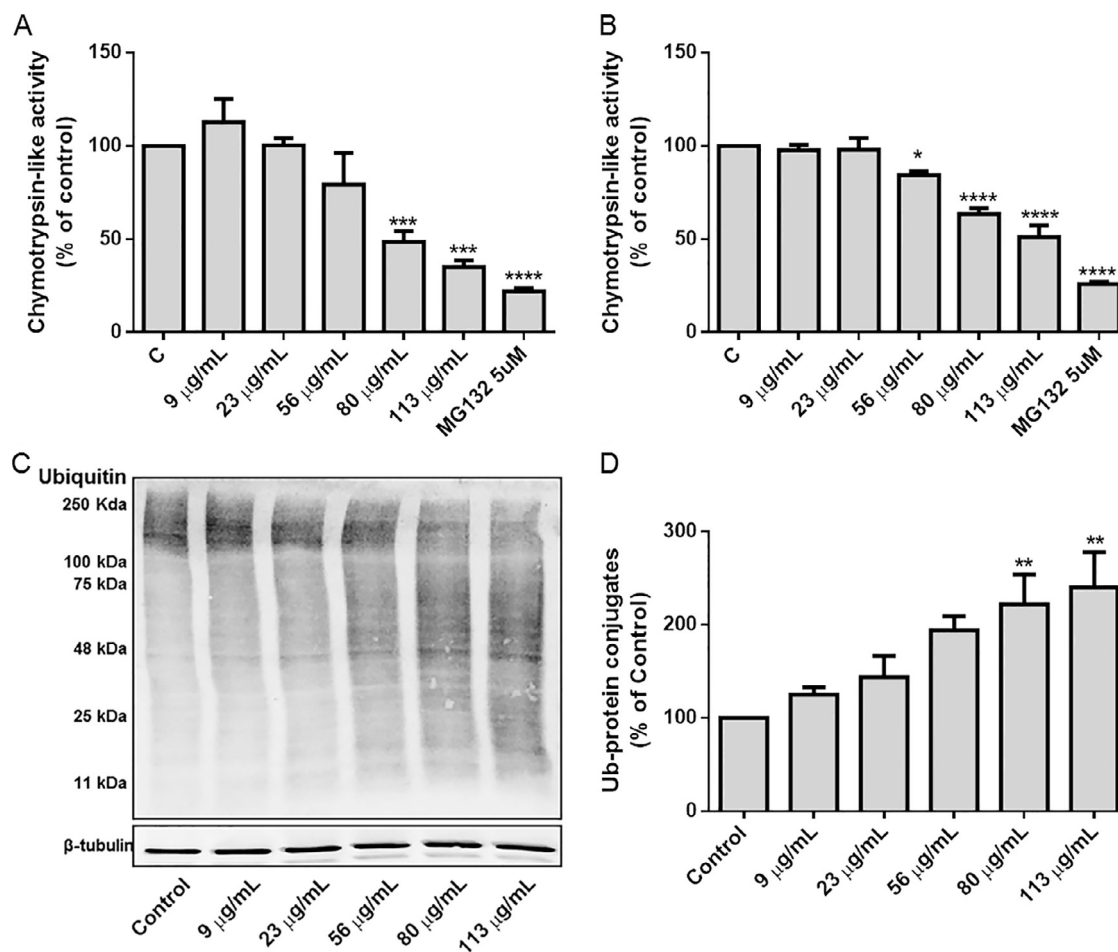 A
Chymotrypsin-like activity
(% of control)
150
100
50
0
***
***
****
C
9 μg/mL
23 μg/mL
56 μg/mL
80 μg/mL
113 μg/mL
MG132 5uM
B
Chymotrypsin-like activity
(% of control)
150
100
50
0
*
****
****
****
C
9 μg/mL
23 μg/mL
56 μg/mL
80 μg/mL
113 μg/mL
MG132 5uM
C
Ubiquitin
250 Kda
100 kDa
75 kDa
48 kDa
25 kDa
11 kDa
β-tubulin
Control
9 μg/mL
23 μg/mL
56 μg/mL
80 μg/mL
113 μg/mL
D
Ub-protein conjugates
(% of Control)
300
200
100
0
**
**
Control
9 μg/mL
23 μg/mL
56 μg/mL
80 μg/mL
113 μg/mL